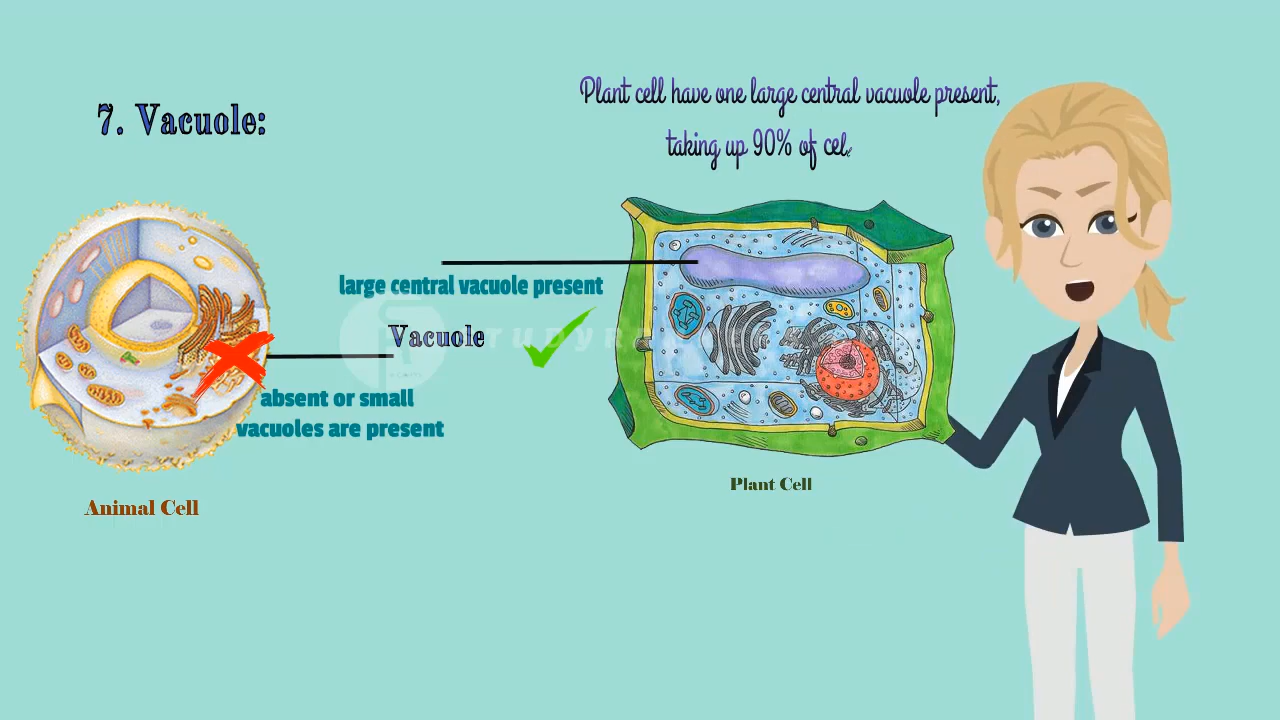 7. Vacuole:
Plant cell have one large central vacuole present,
taking up 90% of cel
large central vacuole present
Vacuole
absent or small
vacuoles are present
Plant Cell
Animal Cell